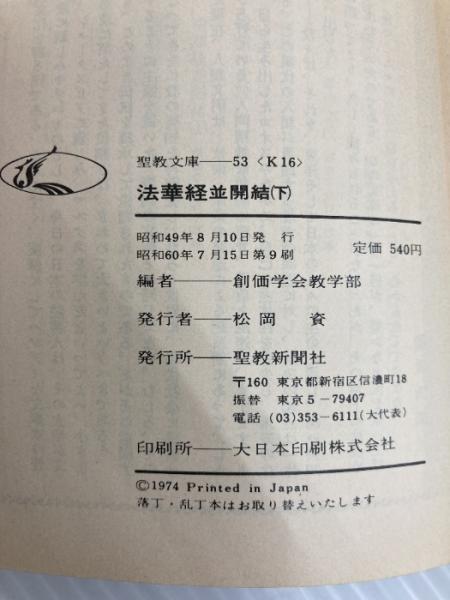 聖教文庫――53〈K16〉
法華経並開結(下)
昭和49年8月10日発 行
昭和60年7月15日第9刷
定価 540円
編者――創価学会教学部
発行者――松岡 資
発行所――聖教新聞社
〒160 東京都新宿区信濃町18
振替 東京5－79407
電話 (03)353－6111(大代表)
印刷所――大日本印刷株式会社
©1974 Printed in Japan
落丁・乱丁本はお取り替えいたします